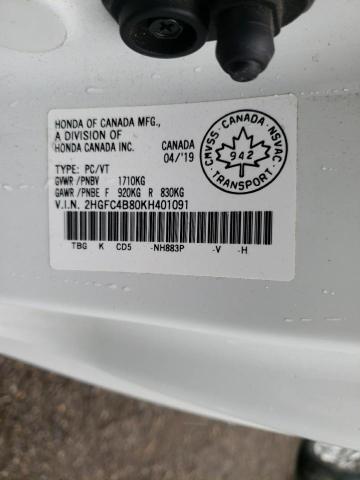 HONDA OF CANADA MFG.,
A DIVISION OF
HONDA CANADA INC.
CANADA
04/'19
TYPE: PC/VT
GVWR /PNBV 1710KG
GAWR /PNBE F 920KG R 830KG
V.I.N. 2HGFC4B80KH401091
TBG K CD5 -NH883P -V -H
CMVSS. CANADA -NSVAC
942
TRANSPORT